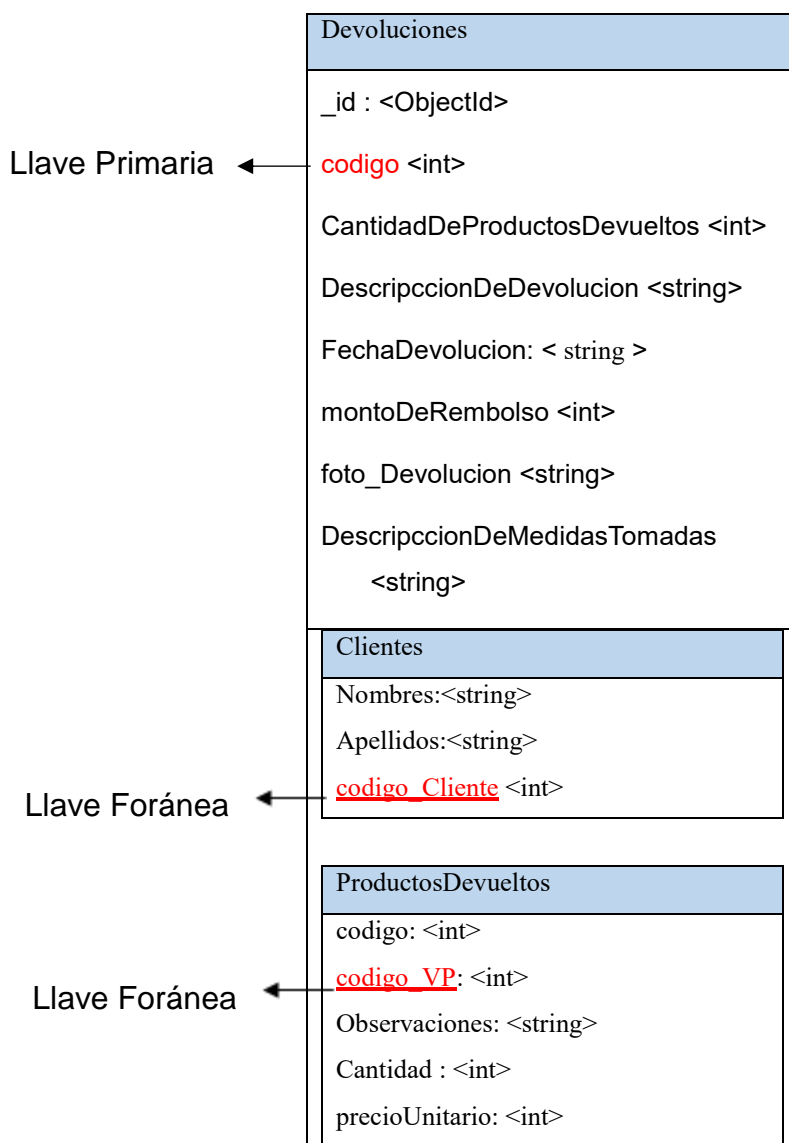 Devoluciones
_id : <ObjectId>
Llave Primaria
codigo <int>
CantidadDeProductosDevueltos <int>
DescripccionDeDevolucion <string>
FechaDevolucion: < string >
montoDeRembolso <int>
foto_Devolucion <string>
DescripccionDeMedidasTomadas
<string>
Clientes
Nombres:<string>
Apellidos:<string>
codigo_Cliente <int>
Llave Foránea
ProductosDevueltos
codigo: <int>
codigo_VP: <int>
Llave Foránea
Observaciones: <string>
Cantidad : <int>
precioUnitario: <int>